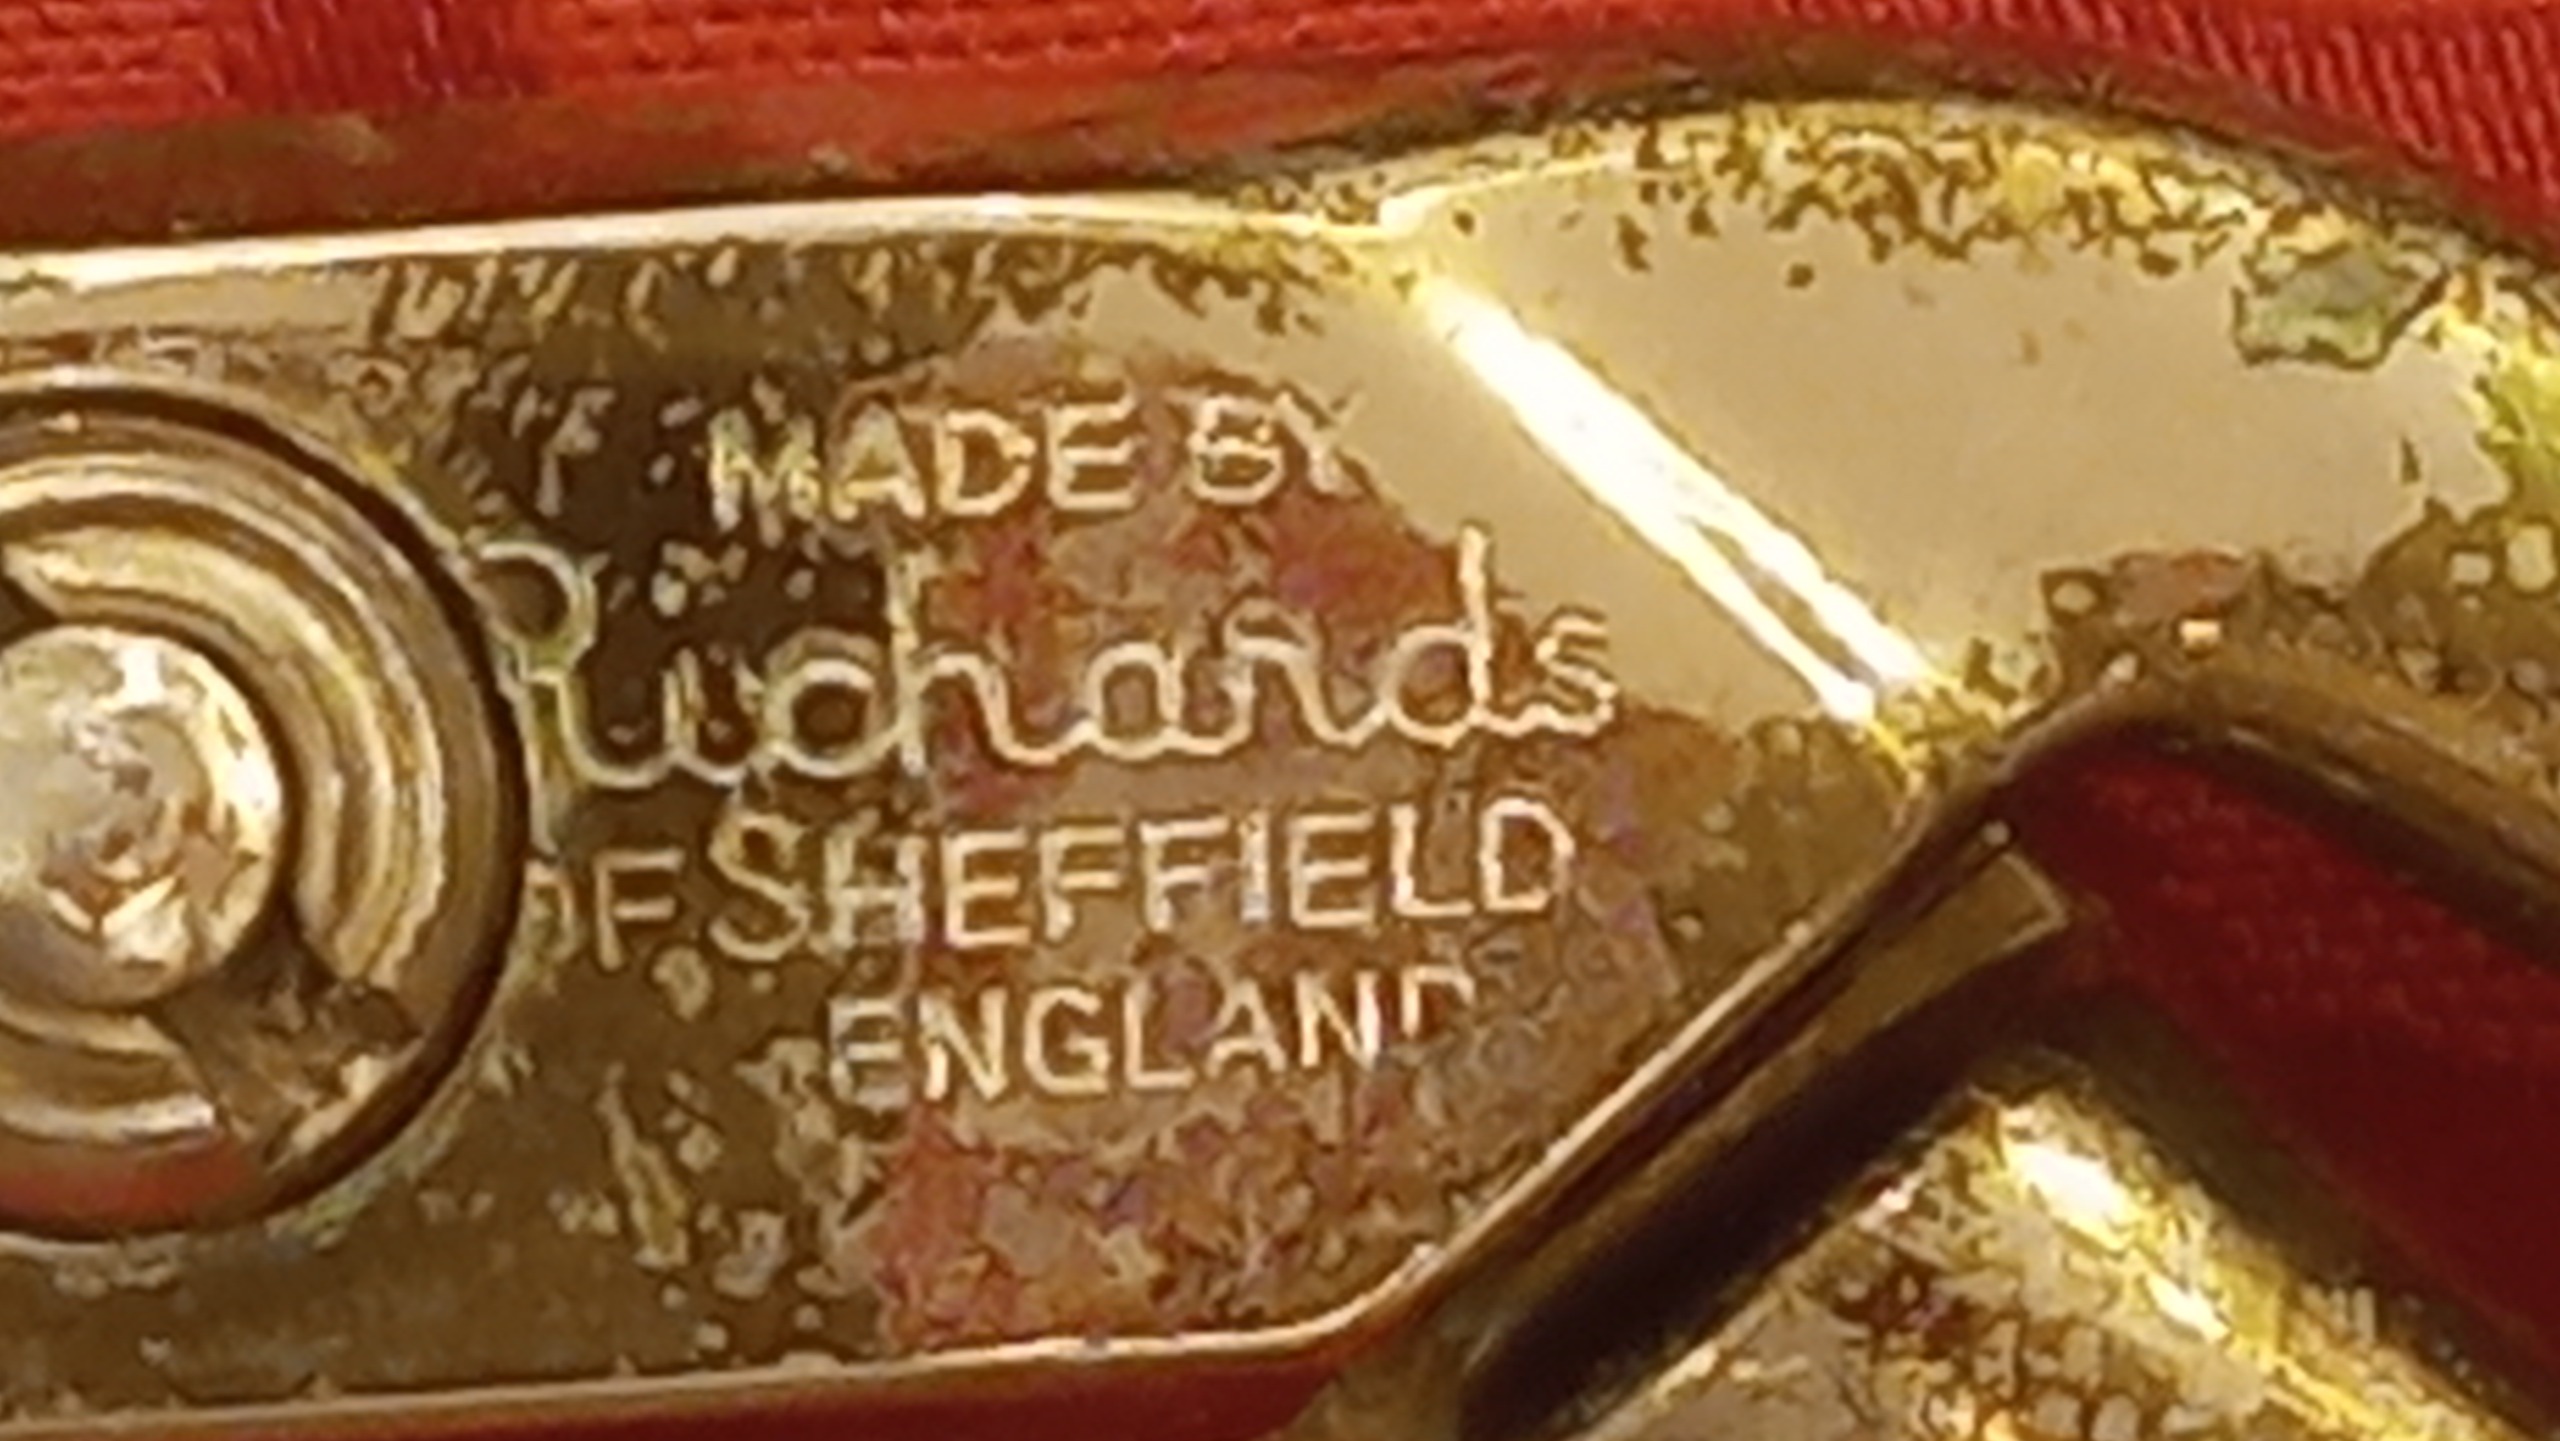 MADE BY
Richards
OF SHEFFIELD
ENGLAND